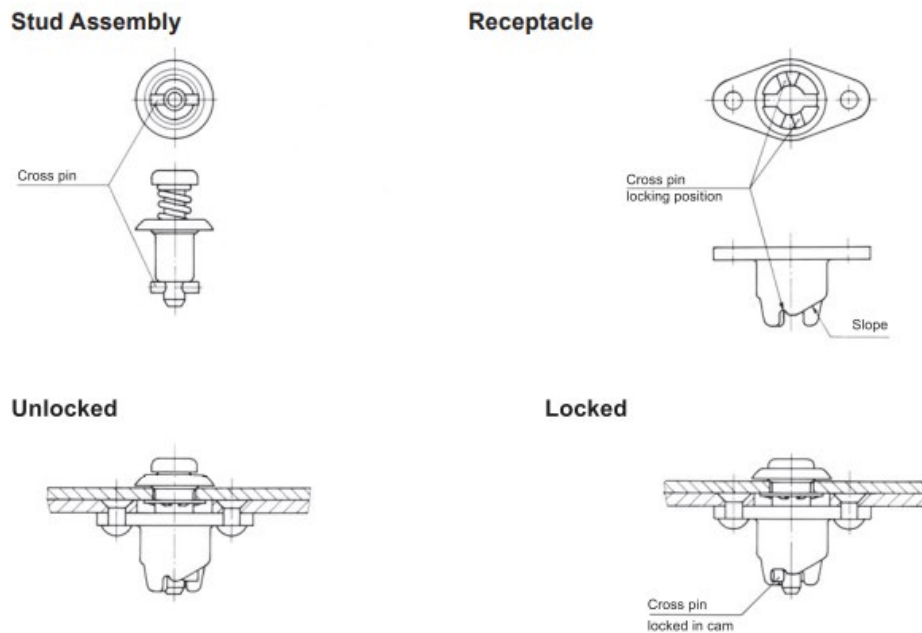 Stud Assembly
Receptacle
Cross pin
Cross pin
locking position
Slope
Unlocked
Locked
Cross pin
locked in cam